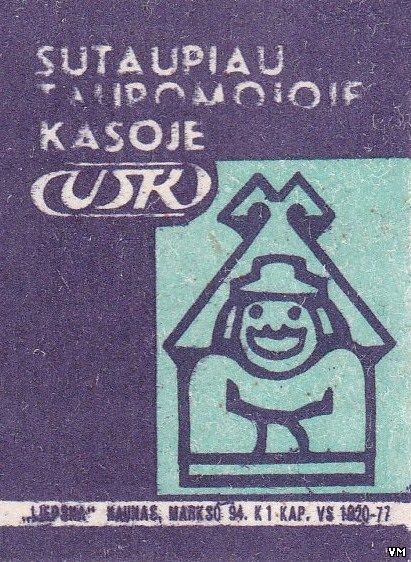 SUTAUPIAU
TAUPOMOJOJE
KASOJE
USK
„LIEPSNA“ KAUNAS, MARKSO 94. K1 KAP. VS 1020-77
VM